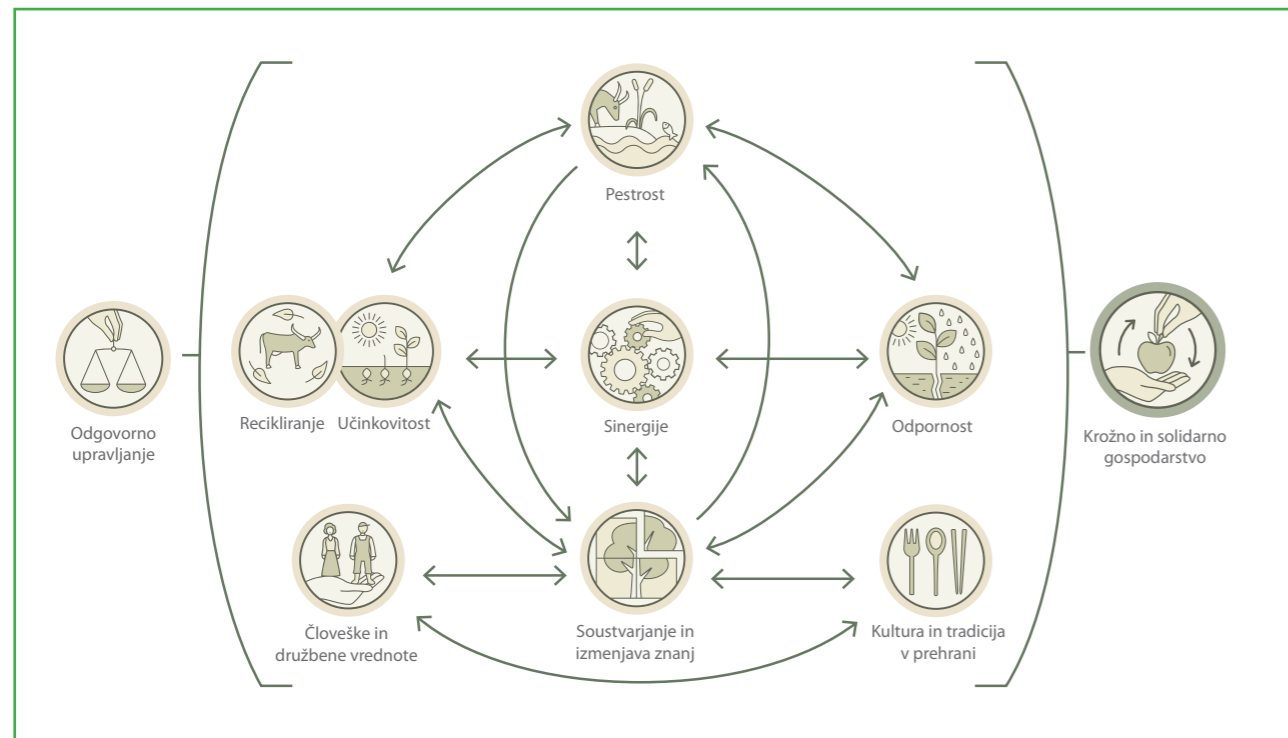 Pestrost
Odgovorno
upravljanje
Recikliranje
Učinkovitost
Sinergije
Odpornost
Krožno in solidarno
gospodarstvo
Človeške in
družbene vrednote
Soustvarjanje in
izmenjava znanj
Kultura in tradicija
v prehrani